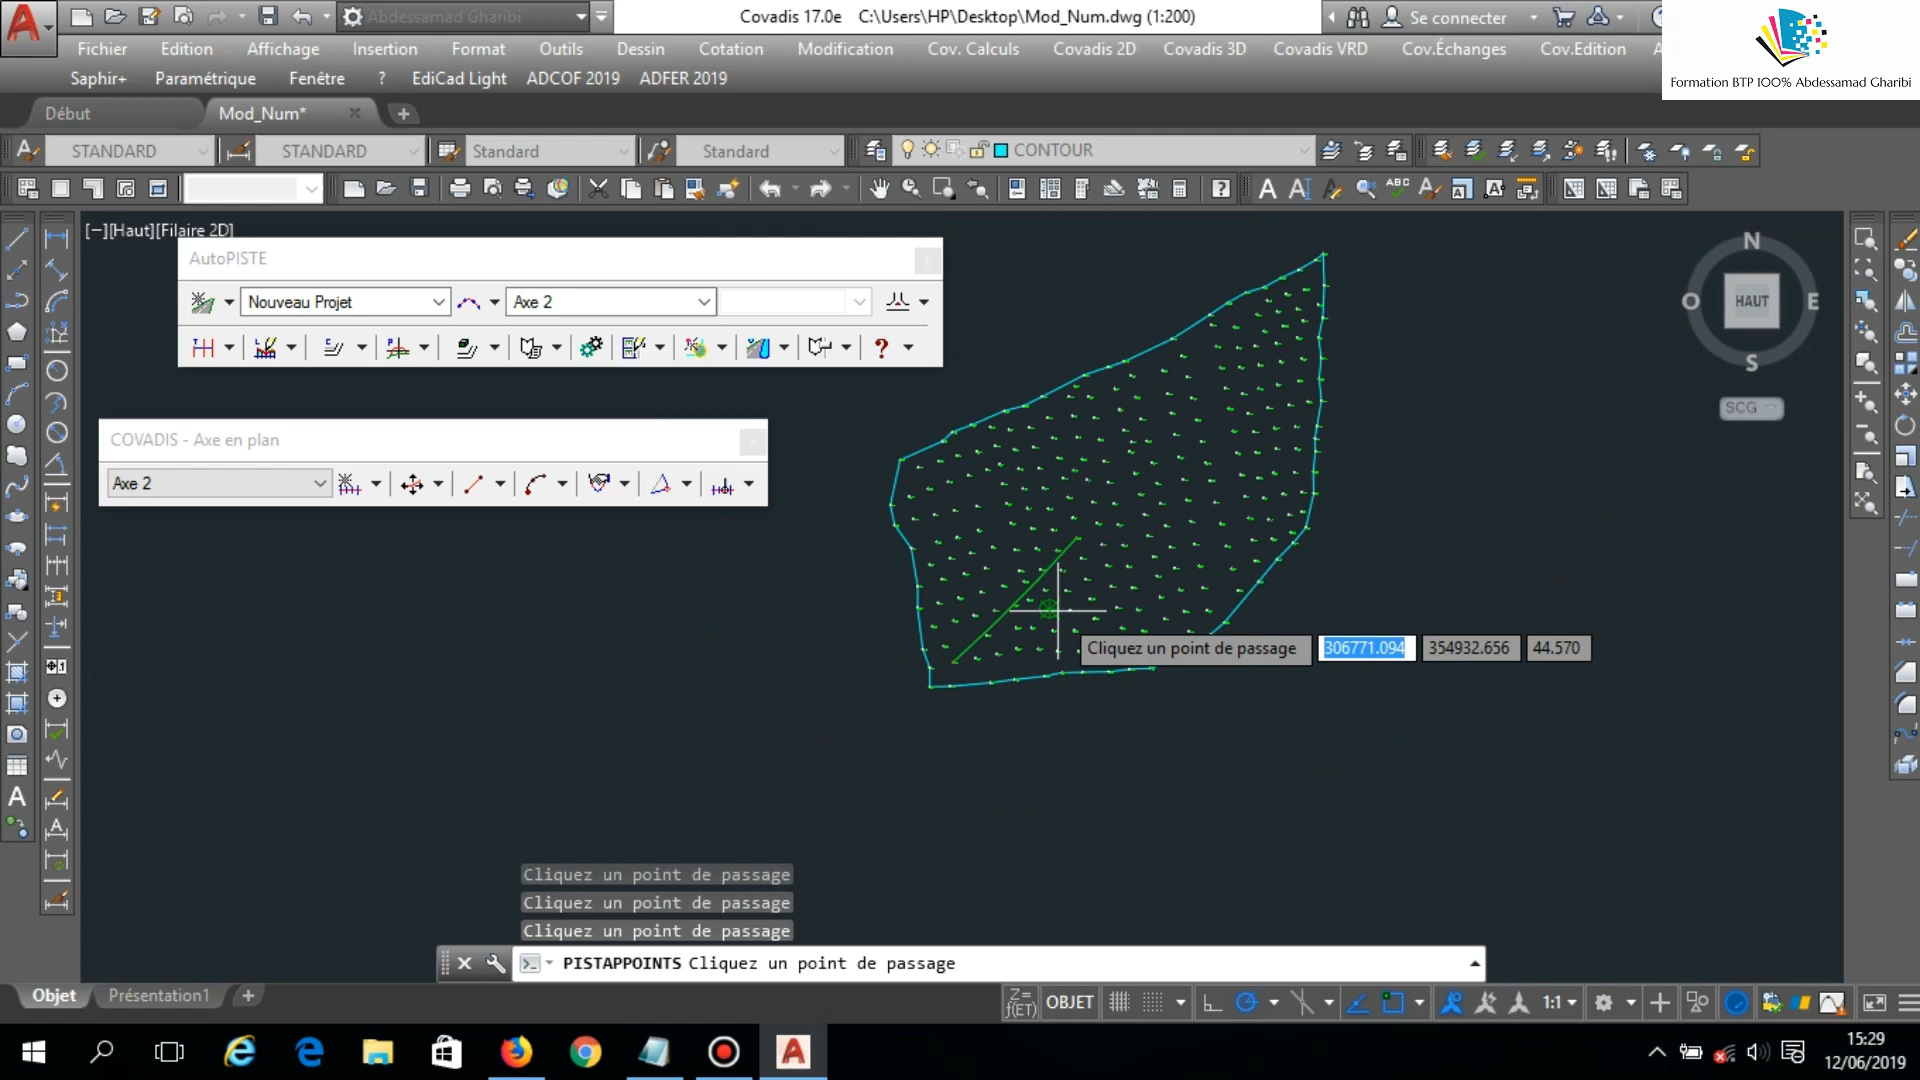 Abdessamad Gharibi
Covadis 17.0e C:\Users\HP\Desktop\Mod_Num.dwg (1:200)
Se connecter
Formation BTP 100% Abdessamad Gharibi
Fichier Edition Affichage Insertion Format Outils Dessin Cotation Modification Cov. Calculs Covadis 2D Covadis 3D Covadis VRD Cov.Échanges Cov.Edition
Saphir+ Paramétrique Fenêtre ? EdiCad Light ADCOF 2019 ADFER 2019
Début Mod_Num*
STANDARD STANDARD Standard Standard CONTOUR
[−][Haut][Filaire 2D]
AutoPISTE
Nouveau Projet Axe 2
COVADIS - Axe en plan
Axe 2
N
O HAUT E
S
SCG
Cliquez un point de passage 306771.094 354932.656 44.570
Cliquez un point de passage
Cliquez un point de passage
Cliquez un point de passage
PISTAPPOINTS Cliquez un point de passage
Objet Présentation1
Z=
f(ET)
OBJET 1:1
15:29
12/06/2019